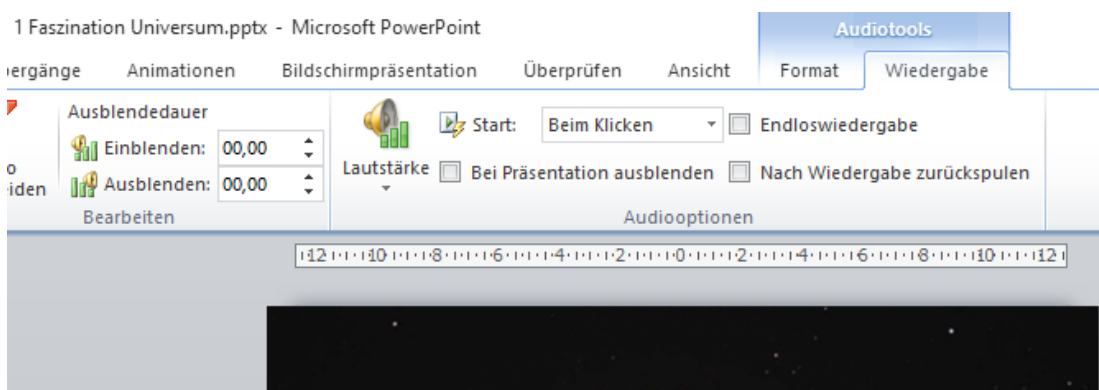 1 Faszination Universum.pptx - Microsoft PowerPoint
Audiotools
ergänge Animationen Bildschirmpräsentation Überprüfen Ansicht Format Wiedergabe
Ausblendedauer
Einblenden: 00,00
Ausblenden: 00,00
o
iden
Bearbeiten
Lautstärke
Start: Beim Klicken
Endloswiedergabe
Bei Präsentation ausblenden
Nach Wiedergabe zurückspulen
Audiooptionen
12 10 8 6 4 2 0 2 4 6 8 10 12